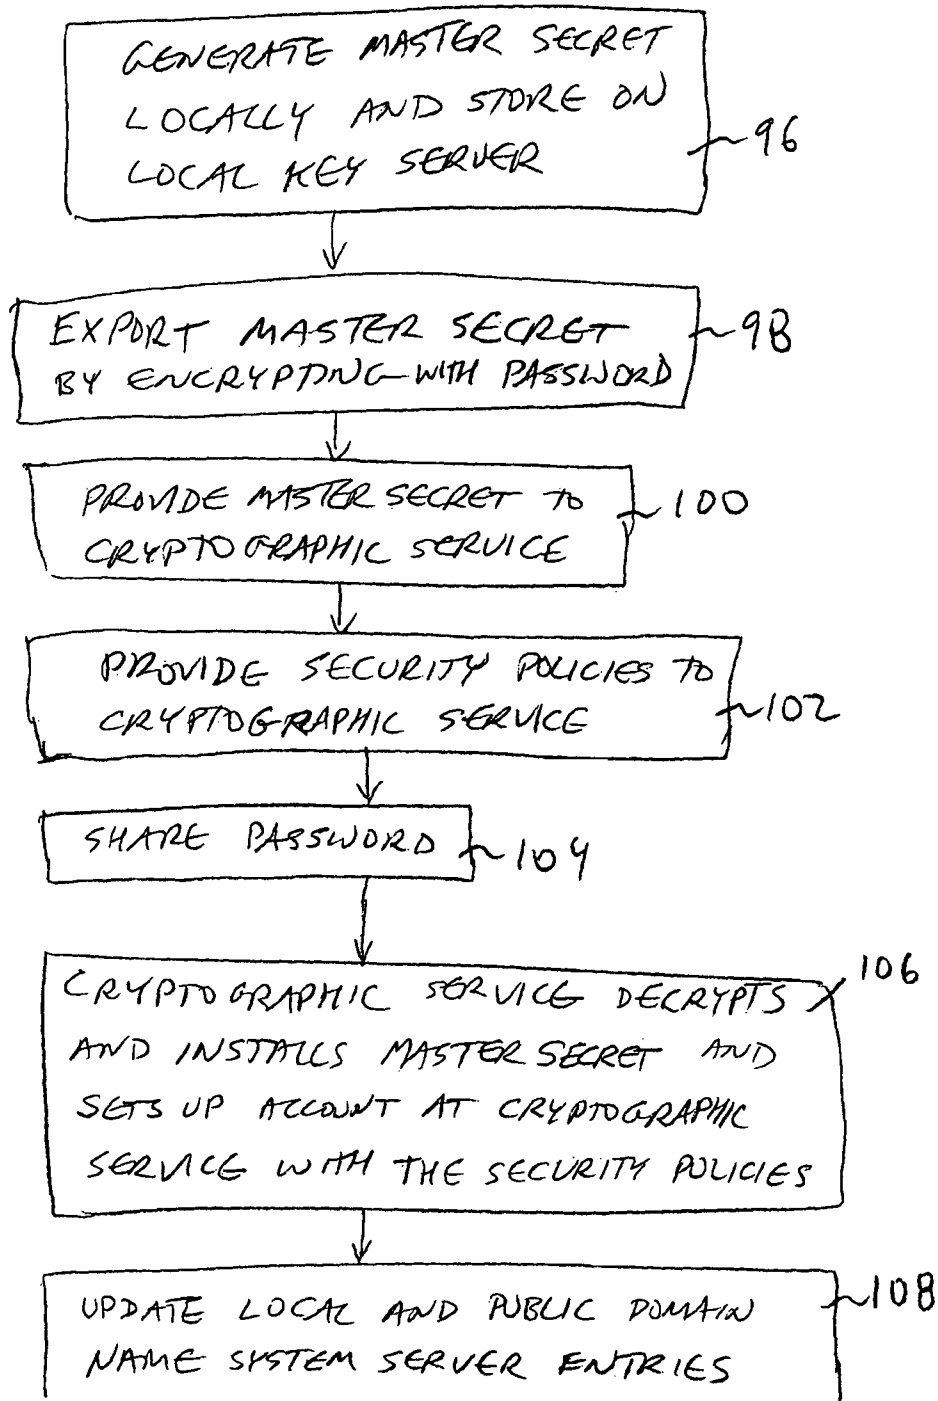 GENERATE MASTER SECRET
LOCALLY AND STORE ON
LOCAL KEY SERVER
96
EXPORT MASTER SECRET
BY ENCRYPTING WITH PASSWORD
98
PROVIDE MASTER SECRET TO
CRYPTOGRAPHIC SERVICE
100
PROVIDE SECURITY POLICIES TO
CRYPTOGRAPHIC SERVICE
102
SHARE PASSWORD
104
CRYPTOGRAPHIC SERVICE DECRYPTS
AND INSTALLS MASTER SECRET AND
SETS UP ACCOUNT AT CRYPTOGRAPHIC
SERVICE WITH THE SECURITY POLICIES
106
UPDATE LOCAL AND PUBLIC DOMAIN
NAME SYSTEM SERVER ENTRIES
108